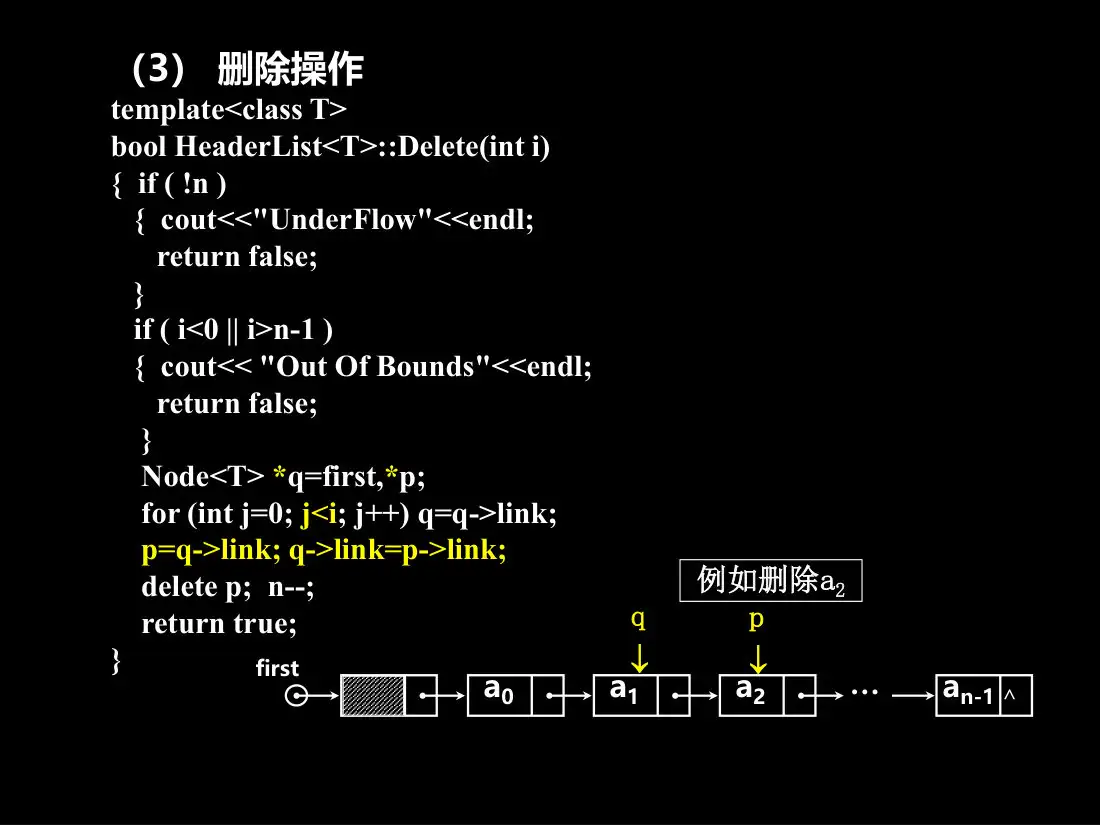 （3） 删除操作
template<class T>
bool HeaderList<T>::Delete(int i)
{ if ( !n )
{ cout<<"UnderFlow"<<endl;
return false;
}
if ( i<0 || i>n-1 )
{ cout<< "Out Of Bounds"<<endl;
return false;
}
Node<T> *q=first,*p;
for (int j=0; j<i; j++) q=q->link;
p=q->link; q->link=p->link;
delete p; n--;
return true;
}
例如删除a2
q p
first
a0 a1 a2 … an-1 ^